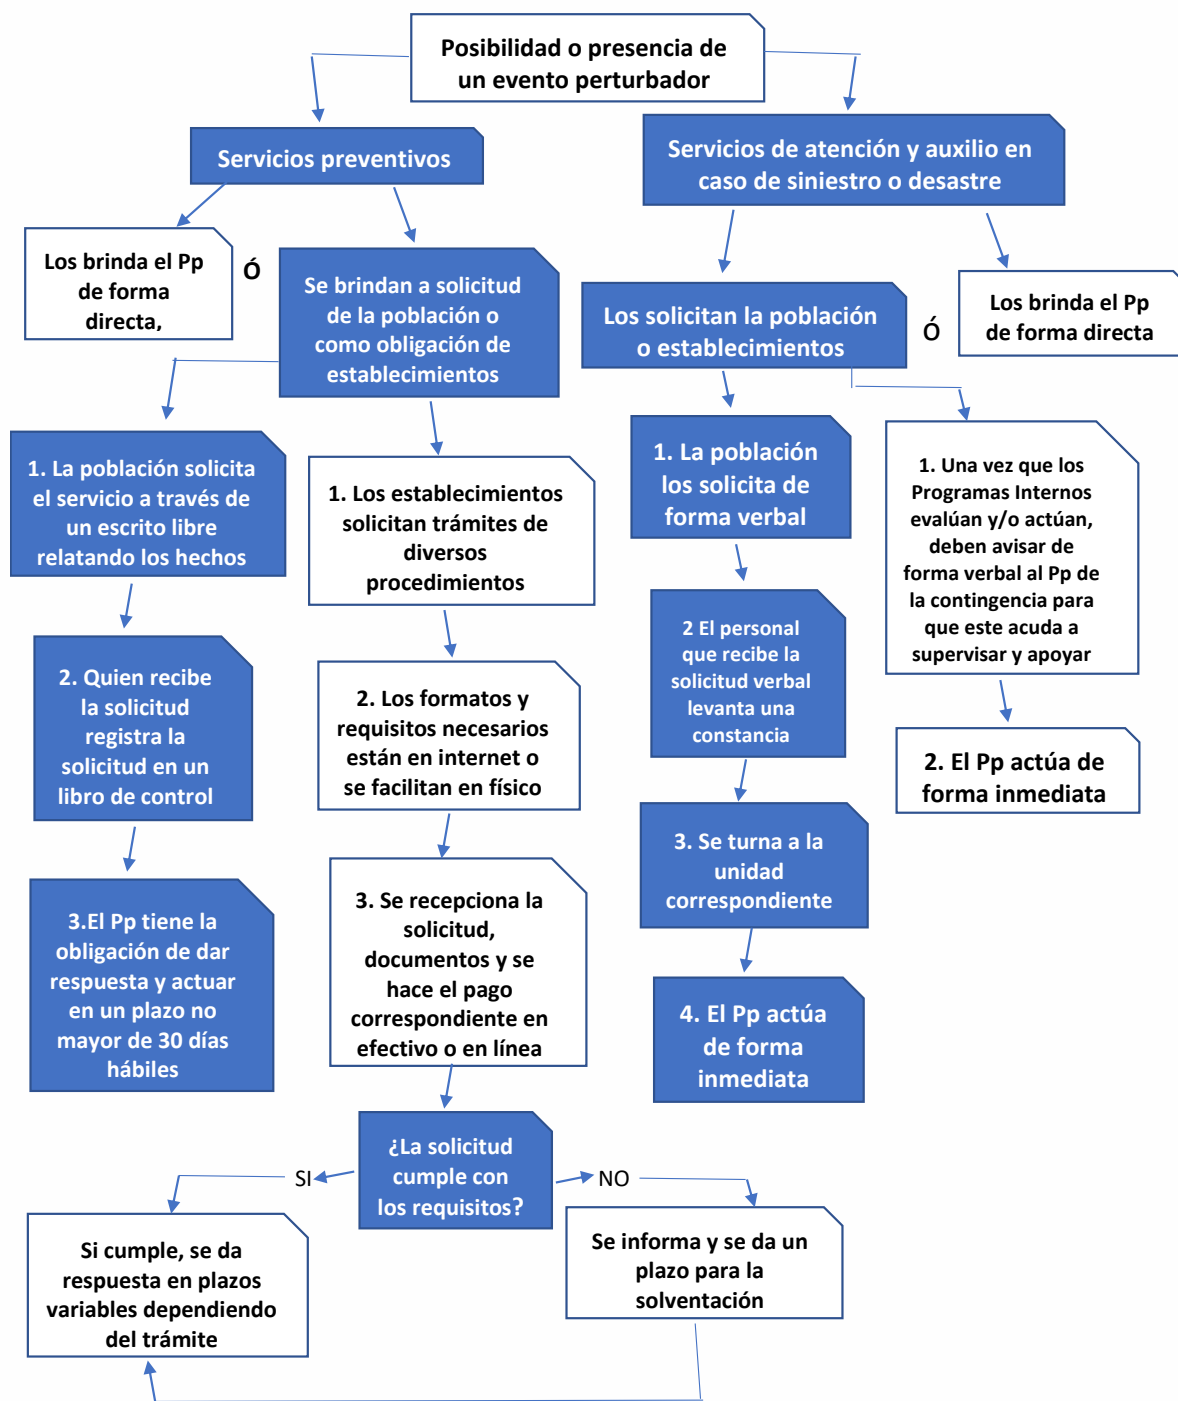 Posibilidad o presencia de
un evento perturbador
Servicios preventivos
Servicios de atención y auxilio en
caso de siniestro o desastre
Los brinda el Pp
de forma
directa,
Ó
Se brindan a solicitud
de la población o
como obligación de
establecimientos
Los solicitan la población
o establecimientos
Ó
Los brinda el Pp
de forma directa
1. La población solicita
el servicio a través de
un escrito libre
relatando los hechos
1. Los establecimientos
solicitan trámites de
diversos
procedimientos
1. La población
los solicita de
forma verbal
1. Una vez que los
Programas Internos
evalúan y/o actúan,
deben avisar de
forma verbal al Pp de
la contingencia para
que este acuda a
supervisar y apoyar
2. Quien recibe
la solicitud
registra la
solicitud en un
libro de control
2. Los formatos y
requisitos necesarios
están en internet o
se facilitan en físico
2 El personal
que recibe la
solicitud verbal
levanta una
constancia
2. El Pp actúa de
forma inmediata
3.El Pp tiene la
obligación de dar
respuesta y actuar
en un plazo no
mayor de 30 días
hábiles
3. Se recepciona la
solicitud,
documentos y se
hace el pago
correspondiente en
efectivo o en línea
3. Se turna a la
unidad
correspondiente
4. El Pp actúa
de forma
inmediata
¿La solicitud
cumple con
los requisitos?
SI
NO
Si cumple, se da
respuesta en plazos
variables dependiendo
del trámite
Se informa y se da un
plazo para la
solventación